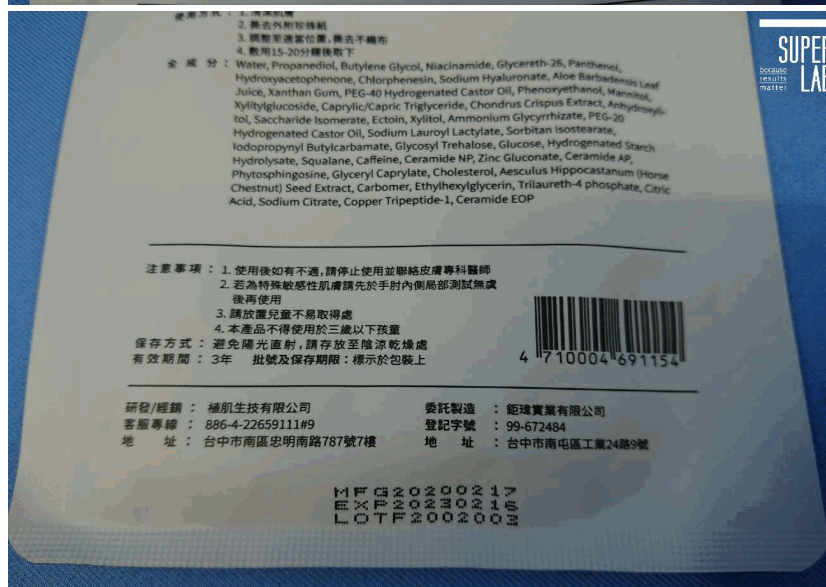 使用方式：1. 清潔肌膚
2. 撕去外附珍珠紙
3. 調整至適當位置，撕去不織布
4. 敷用15-20分鐘後取下
全成分：Water, Propanediol, Butylene Glycol, Niacinamide, Glycereth-26, Panthenol,
Hydroxyacetophenone, Chlorphenesin, Sodium Hyaluronate, Aloe Barbadensis Leaf
Juice, Xanthan Gum, PEG-40 Hydrogenated Castor Oil, Phenoxyethanol, Mannitol,
Xylitylglucoside, Caprylic/Capric Triglyceride, Chondrus Crispus Extract, Anhydroxyli-
tol, Saccharide Isomerate, Ectoin, Xylitol, Ammonium Glycyrrhizate, PEG-20
Hydrogenated Castor Oil, Sodium Lauroyl Lactylate, Sorbitan Isostearate,
Iodopropynyl Butylcarbamate, Glycosyl Trehalose, Glucose, Hydrogenated Starch
Hydrolysate, Squalane, Caffeine, Ceramide NP, Zinc Gluconate, Ceramide AP,
Phytosphingosine, Glyceryl Caprylate, Cholesterol, Aesculus Hippocastanum (Horse
Chestnut) Seed Extract, Carbomer, Ethylhexylglycerin, Trilaureth-4 phosphate, Citric
Acid, Sodium Citrate, Copper Tripeptide-1, Ceramide EOP
注意事項：1. 使用後如有不適，請停止使用並聯絡皮膚專科醫師
2. 若為特殊敏感性肌膚請先於手肘內側局部測試無虞
後再使用
3. 請放置兒童不易取得處
4. 本產品不得使用於三歲以下孩童
保存方式：避免陽光直射，請存放至陰涼乾燥處
有效期間：3年 批號及保存期限：標示於包裝上
4 710004 691154
研發/經銷：植肌生技有限公司
客服專線：886-4-22659111#9
地址：台中市南區忠明南路787號7樓
委託製造：鉅瑋實業有限公司
登記字號：99-672484
地址：台中市南屯區工業24路9號
MFG20200217
EXP20230216
LOTF2002003
SUPER
because results matter LAB